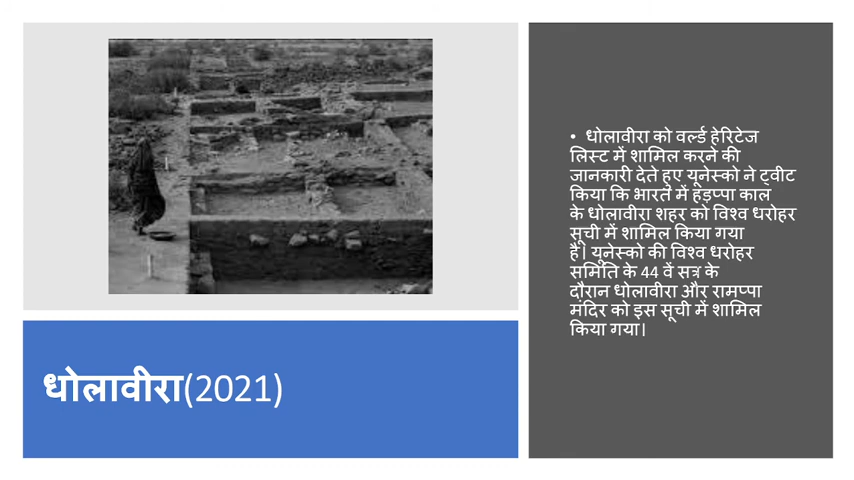 धोलावीरा(2021)
• धोलावीरा को वर्ल्ड हेरिटेज
लिस्ट में शामिल करने की
जानकारी देते हुए यूनेस्को ने ट्वीट
किया कि भारत में हड़प्पा काल
के धोलावीरा शहर को विश्व धरोहर
सूची में शामिल किया गया
है। यूनेस्को की विश्व धरोहर
समिति के 44 वें सत्र के
दौरान धोलावीरा और रामप्पा
मंदिर को इस सूची में शामिल
किया गया।